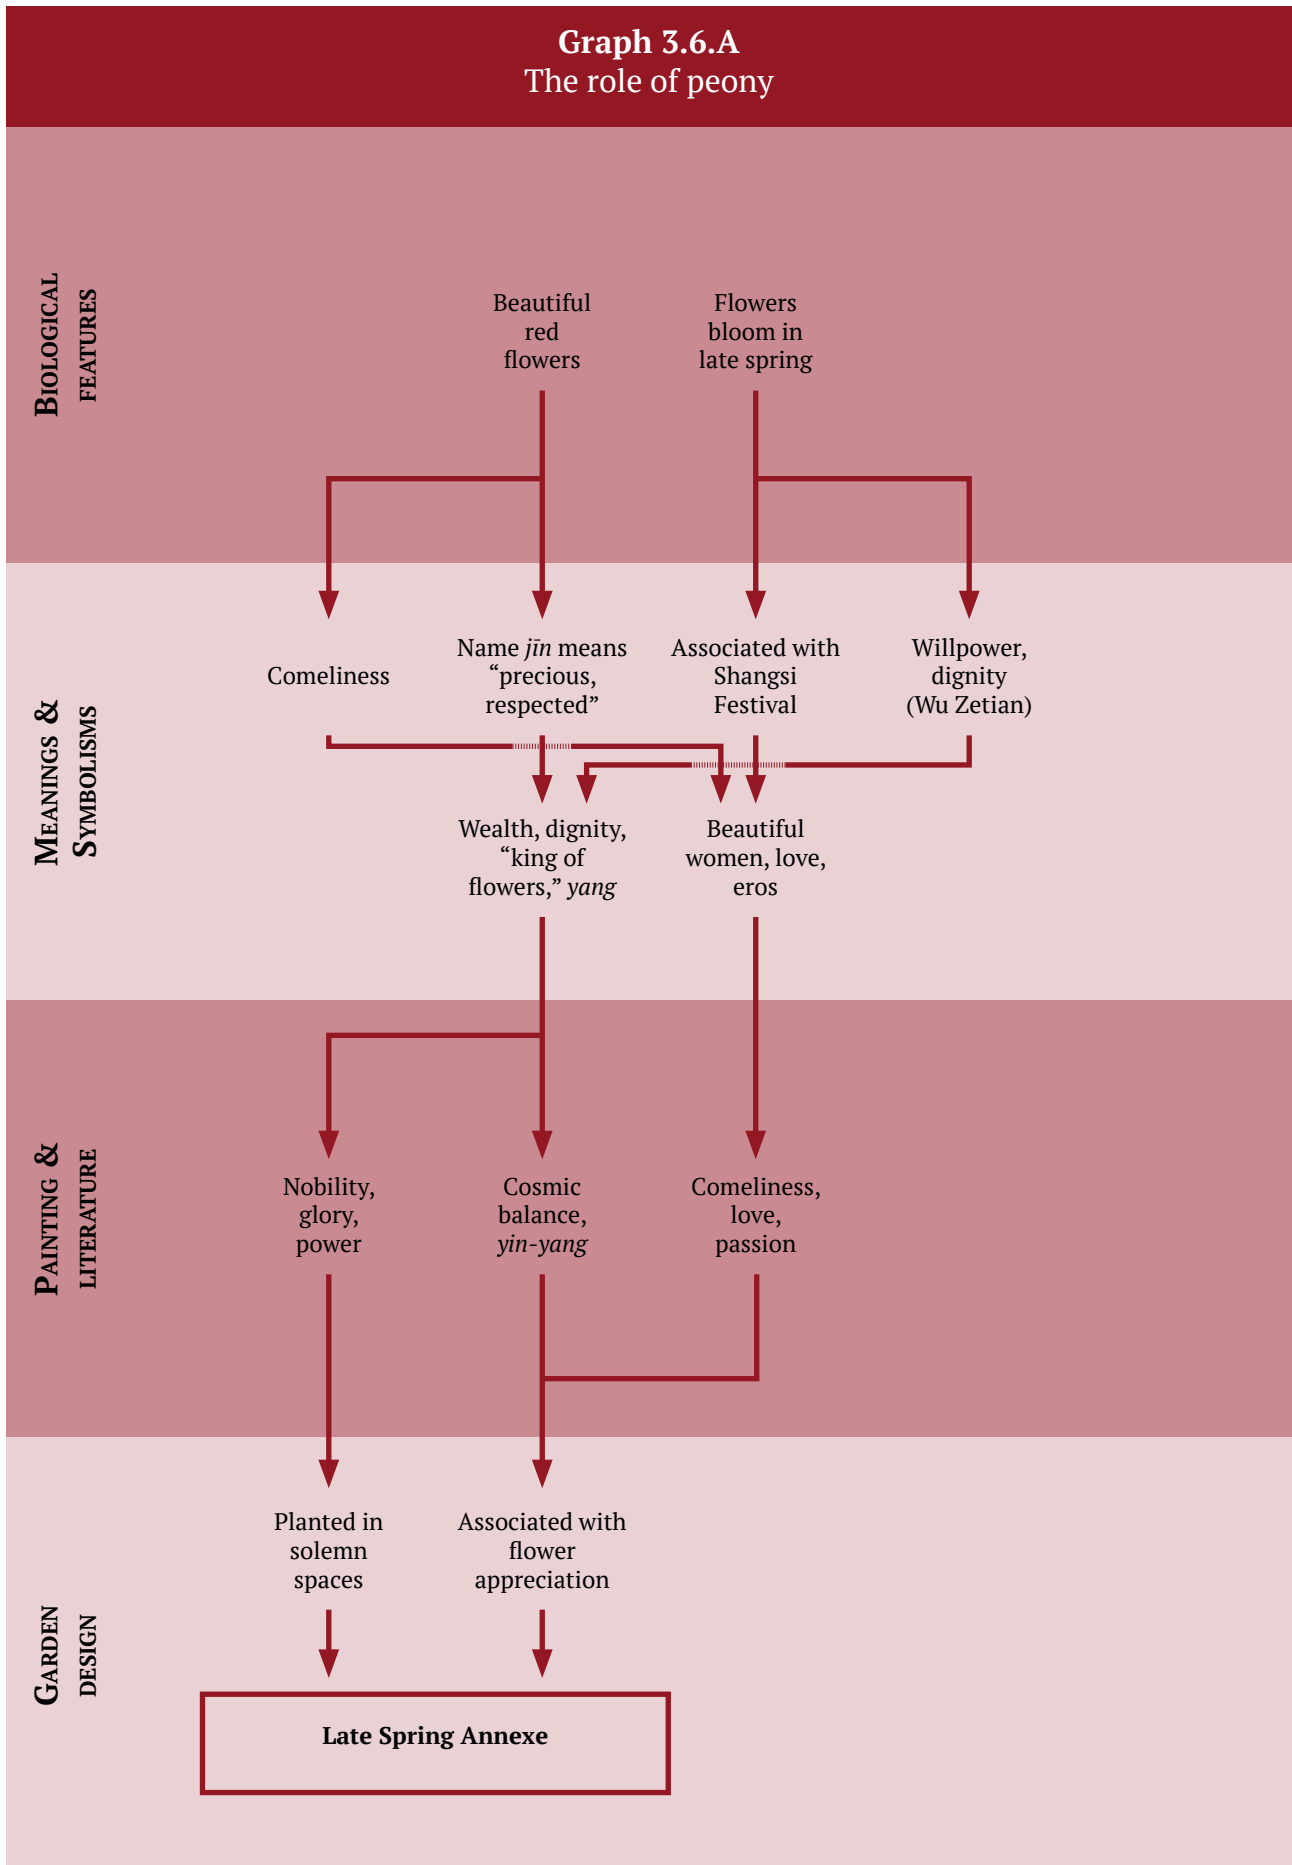 Graph 3.6.A
The role of peony
BIOLOGICAL
FEATURES
Beautiful
red
flowers
Flowers
bloom in
late spring
MEANINGS &
SYMBOLISMS
Comeliness
Name jīn means
“precious,
respected”
Associated with
Shangsi
Festival
Willpower,
dignity
(Wu Zetian)
Wealth, dignity,
“king of
flowers,” yang
Beautiful
women, love,
eros
PAINTING &
LITERATURE
Nobility,
glory,
power
Cosmic
balance,
yin-yang
Comeliness,
love,
passion
GARDEN
DESIGN
Planted in
solemn
spaces
Associated with
flower
appreciation
Late Spring Annexe